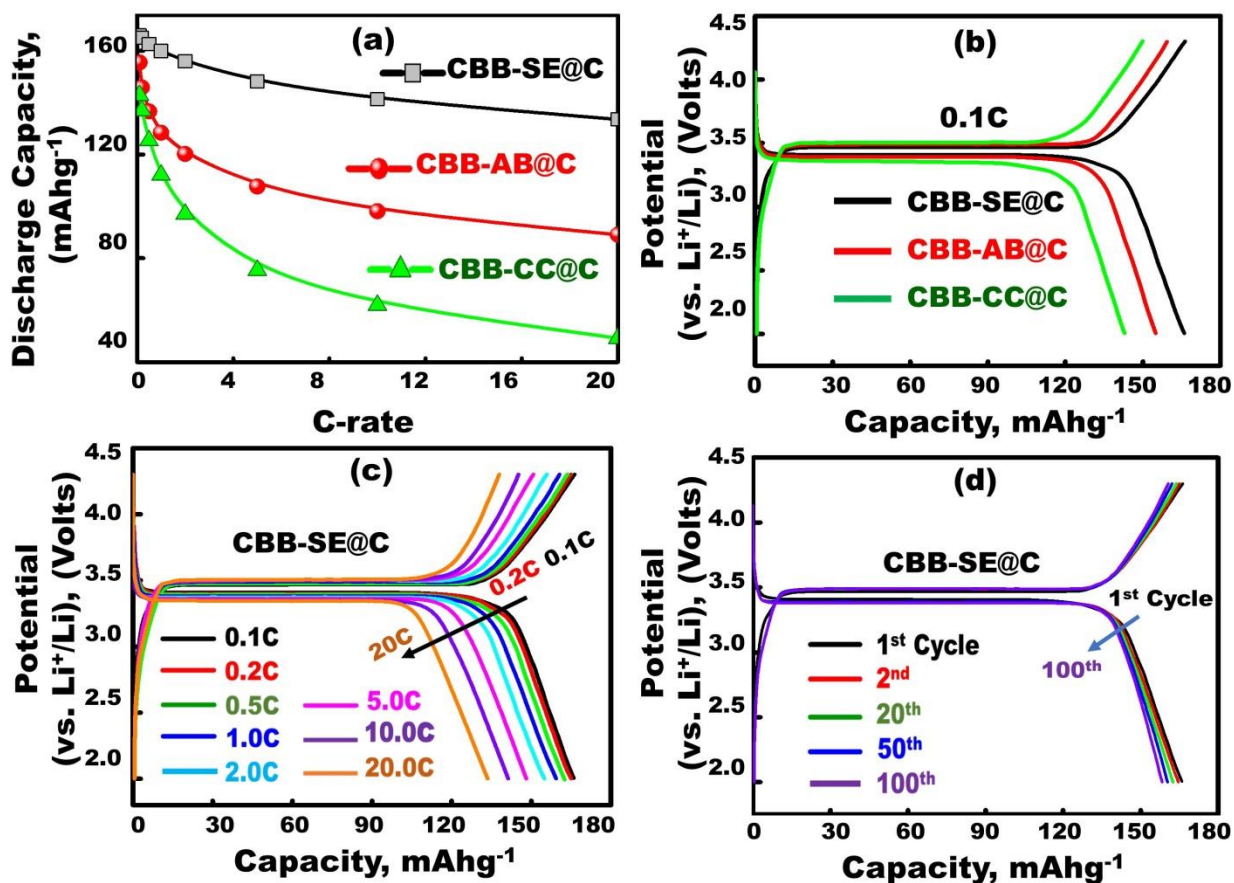 (a)
Discharge Capacity,
(mAhg-1)
160
120
80
40
CBB-SE@C
CBB-AB@C
CBB-CC@C
0 4 8 12 16 20
C-rate
(b)
Potential
(vs. Li+/Li), (Volts)
4.5
4.0
3.5
3.0
2.5
2.0
0.1C
CBB-SE@C
CBB-AB@C
CBB-CC@C
0 30 60 90 120 150 180
Capacity, mAhg-1
(c)
Potential
(vs. Li+/Li), (Volts)
4.5
4.0
3.5
3.0
2.5
2.0
CBB-SE@C
0.2C 0.1C
20C
0.1C
0.2C
0.5C
1.0C
2.0C
5.0C
10.0C
20.0C
0 30 60 90 120 150 180
Capacity, mAhg-1
(d)
Potential
(vs. Li+/Li), (Volts)
4.5
4.0
3.5
3.0
2.5
2.0
CBB-SE@C
1st Cycle
100th
1st Cycle
2nd
20th
50th
100th
0 30 60 90 120 150 180
Capacity, mAhg-1